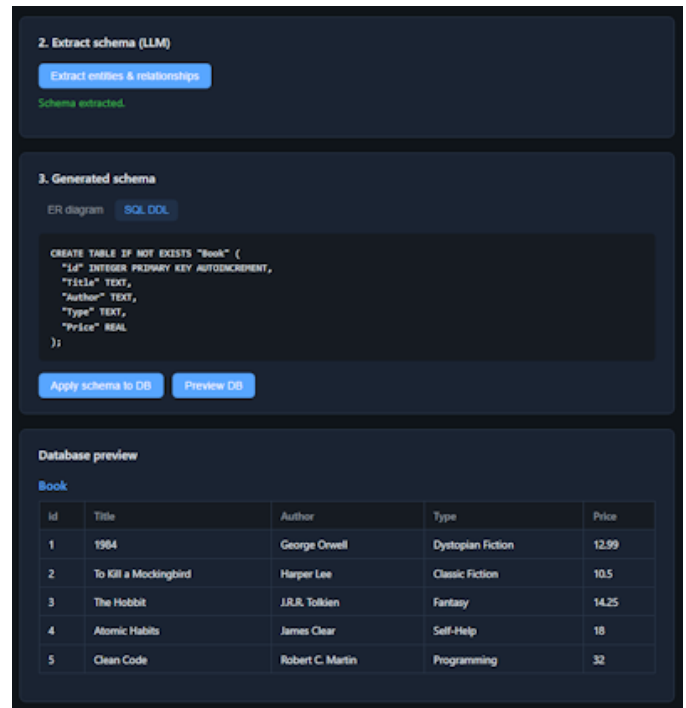 2. Extract schema (LLM)
Extract entities & relationships
Schema extracted.
3. Generated schema
ER diagram SQL DDL
CREATE TABLE IF NOT EXISTS "Book" (
"id" INTEGER PRIMARY KEY AUTOINCREMENT,
"Title" TEXT,
"Author" TEXT,
"Type" TEXT,
"Price" REAL
);
Apply schema to DB Preview DB
Database preview
Book
id Title Author Type Price
1 1984 George Orwell Dystopian Fiction 12.99
2 To Kill a Mockingbird Harper Lee Classic Fiction 10.5
3 The Hobbit J.R.R. Tolkien Fantasy 14.25
4 Atomic Habits James Clear Self-Help 18
5 Clean Code Robert C. Martin Programming 32